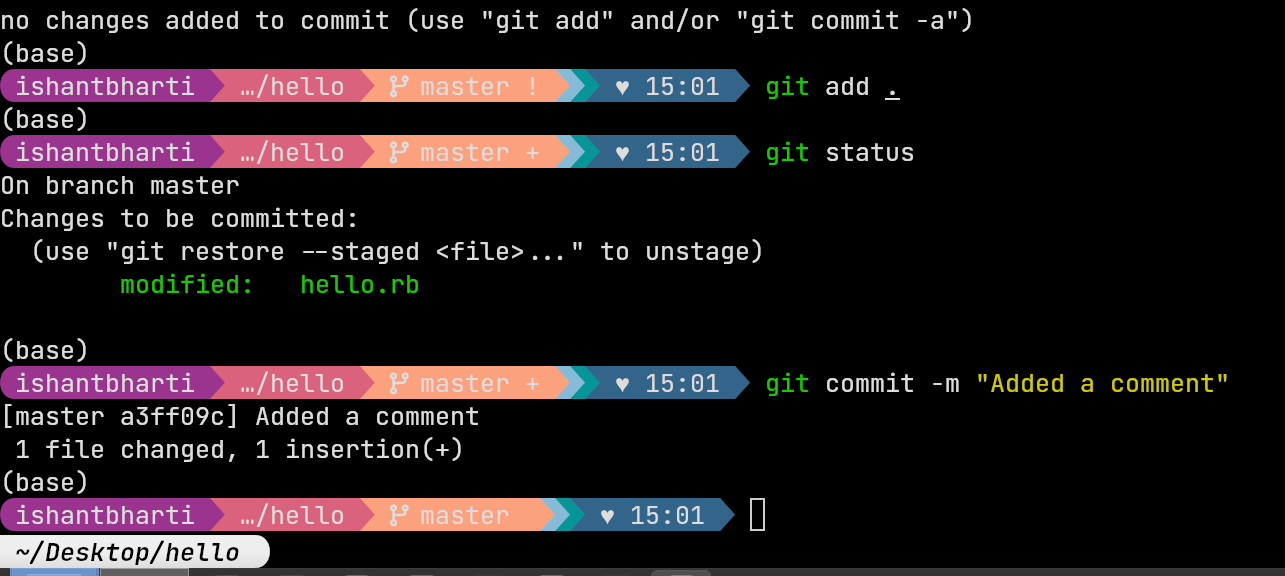 no changes added to commit (use "git add" and/or "git commit -a")
(base)
ishantbharti …/hello master ! ♥ 15:01 git add .
(base)
ishantbharti …/hello master + ♥ 15:01 git status
On branch master
Changes to be committed:
  (use "git restore --staged <file>..." to unstage)
        modified:   hello.rb

(base)
ishantbharti …/hello master + ♥ 15:01 git commit -m "Added a comment"
[master a3ff09c] Added a comment
 1 file changed, 1 insertion(+)
(base)
ishantbharti …/hello master ♥ 15:01
~/Desktop/hello